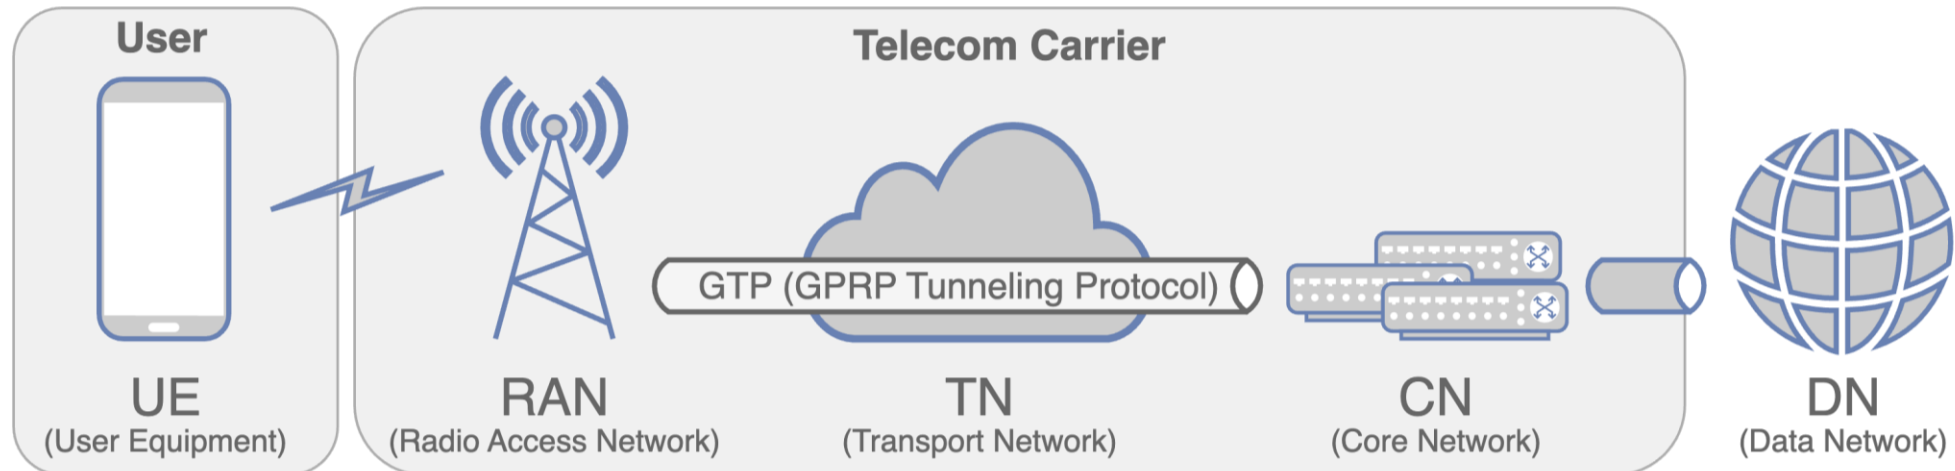 User
Telecom Carrier
GTP (GPRP Tunneling Protocol)
UE
(User Equipment)
RAN
(Radio Access Network)
TN
(Transport Network)
CN
(Core Network)
DN
(Data Network)